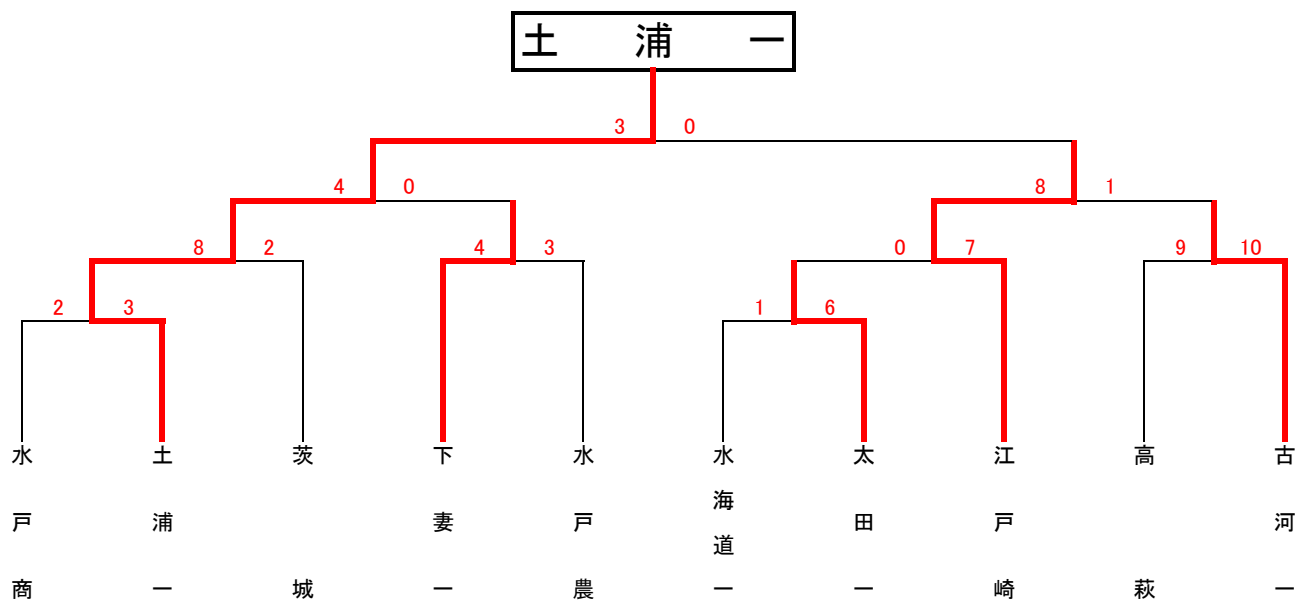 土浦一
3 0
4 0
8 1
8 2
4 3
0 7
9 10
2 3
1 6
水戸商
土浦一
茨城
下妻一
水戸農
水海道一
太田一
江戸崎
高萩
古河一